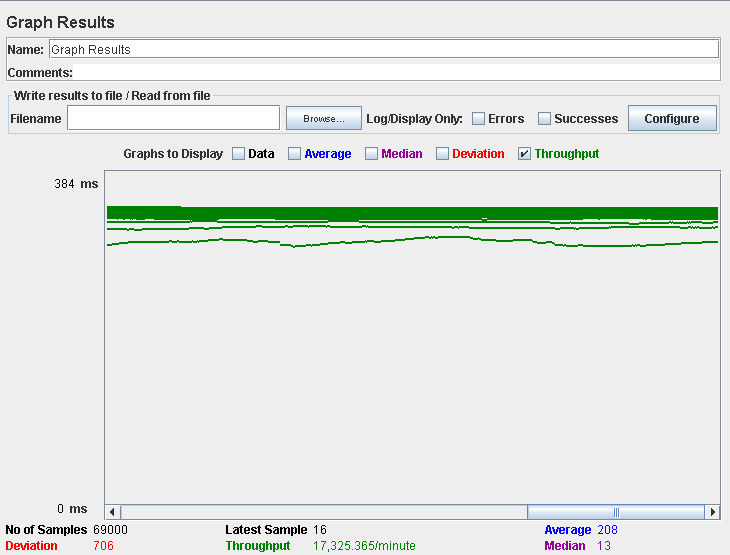 Graph Results
Name: Graph Results
Comments:
Write results to file / Read from file
Filename Browse... Log/Display Only: Errors Successes Configure
Graphs to Display Data Average Median Deviation Throughput
384 ms
0 ms
No of Samples 69000 Latest Sample 16 Average 208
Deviation 706 Throughput 17,325.365/minute Median 13